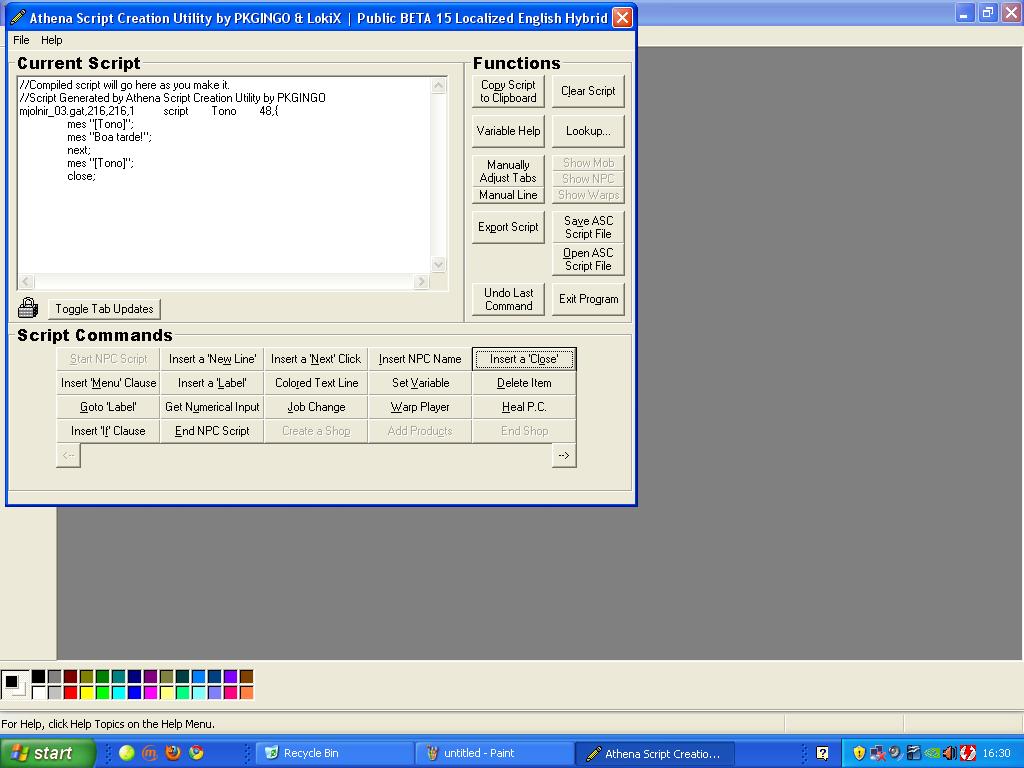 Athena Script Creation Utility by PKGINGO & LokiX | Public BETA 15 Localized English Hybrid
File Help
Current Script
//Compiled script will go here as you make it.
//Script Generated by Athena Script Creation Utility by PKGINGO
mjolnir_03.gat,216,216,1 script Tono 48,{
mes "[Tono]";
mes "Boa tarde!";
next;
mes "[Tono]";
close;
Toggle Tab Updates
Functions
Copy Script
to Clipboard
Clear Script
Variable Help
Lookup...
Manually
Adjust Tabs
Manual Line
Show Mob
Show NPC
Show Warps
Export Script
Save ASC
Script File
Open ASC
Script File
Undo Last
Command
Exit Program
Script Commands
Start NPC Script Insert a 'New Line' Insert a 'Next' Click Insert NPC Name Insert a 'Close'
Insert 'Menu' Clause Insert a 'Label' Colored Text Line Set Variable Delete Item
Goto 'Label' Get Numerical Input Job Change Warp Player Heal P.C.
Insert 'If' Clause End NPC Script Create a Shop Add Products End Shop
<-- -->
For Help, click Help Topics on the Help Menu.
start Recycle Bin untitled - Paint Athena Script Creatio... 16:30